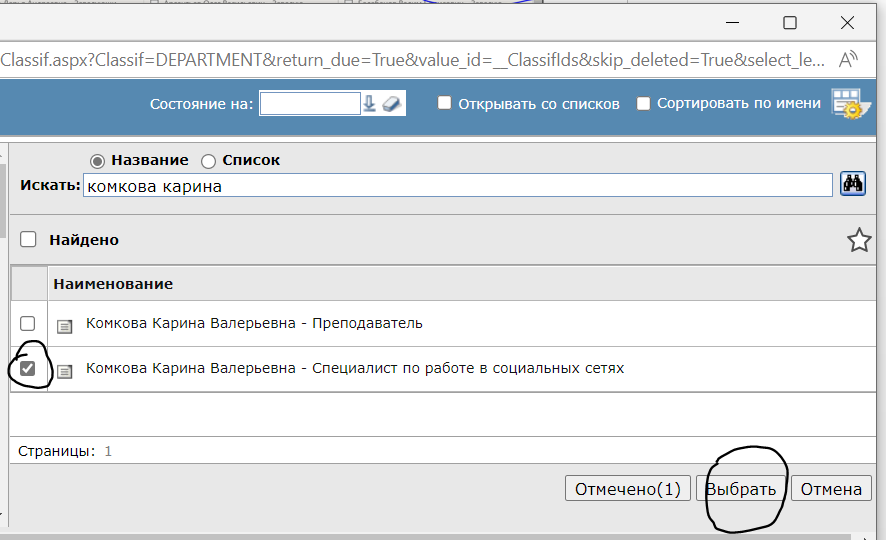 Classif.aspx?Classif=DEPARTMENT&return_due=True&value_id=__ClassifIds&skip_deleted=True&select_le...
Состояние на:
Открывать со списков
Сортировать по имени
Название
Список
Искать:
комкова карина
Найдено
Наименование
Комкова Карина Валерьевна - Преподаватель
Комкова Карина Валерьевна - Специалист по работе в социальных сетях
Страницы: 1
Отмечено(1)
Выбрать
Отмена